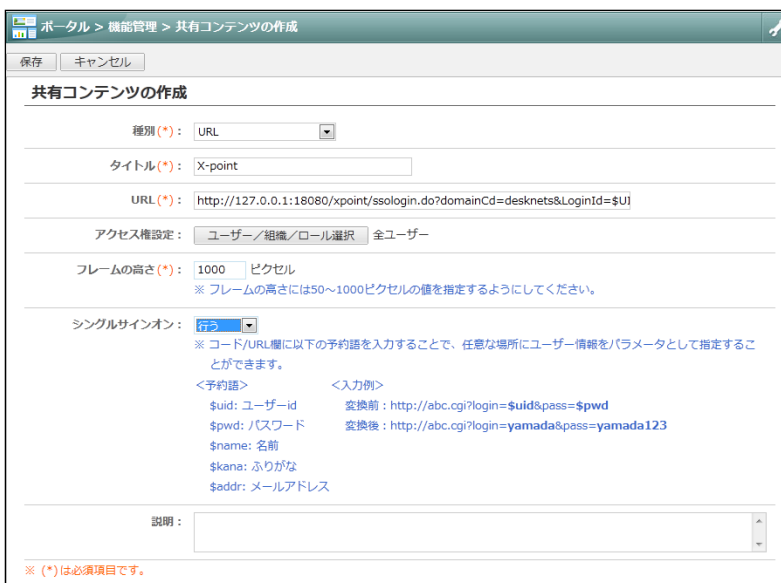 ポータル > 機能管理 > 共有コンテンツの作成
保存 キャンセル
共有コンテンツの作成
種別(*)： URL
タイトル(*)： X-point
URL(*)： http://127.0.0.1:18080/xpoint/ssologin.do?domainCd=desknets&LoginId=$UI
アクセス権設定： ユーザー／組織／ロール選択 全ユーザー
フレームの高さ(*)： 1000 ピクセル
※ フレームの高さには50～1000ピクセルの値を指定するようにしてください。
シングルサインオン： 行う
※ コード/URL欄に以下の予約語を入力することで、任意な場所にユーザー情報をパラメータとして指定するこ
とができます。
＜予約語＞ ＜入力例＞
$uid: ユーザーid 変換前：http://abc.cgi?login=$uid&pass=$pwd
$pwd: パスワード 変換後：http://abc.cgi?login=yamada&pass=yamada123
$name: 名前
$kana: ふりがな
$addr: メールアドレス
説明：
※ (*)は必須項目です。